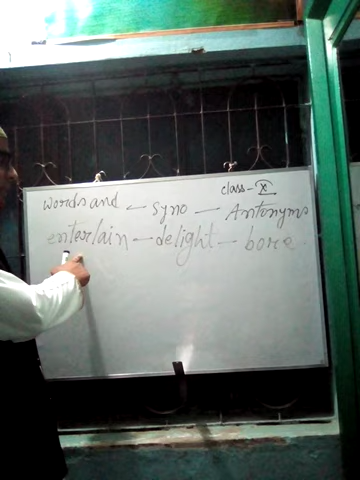 class - X
words and - Syno - Antonyms
entertain - delight - bore.